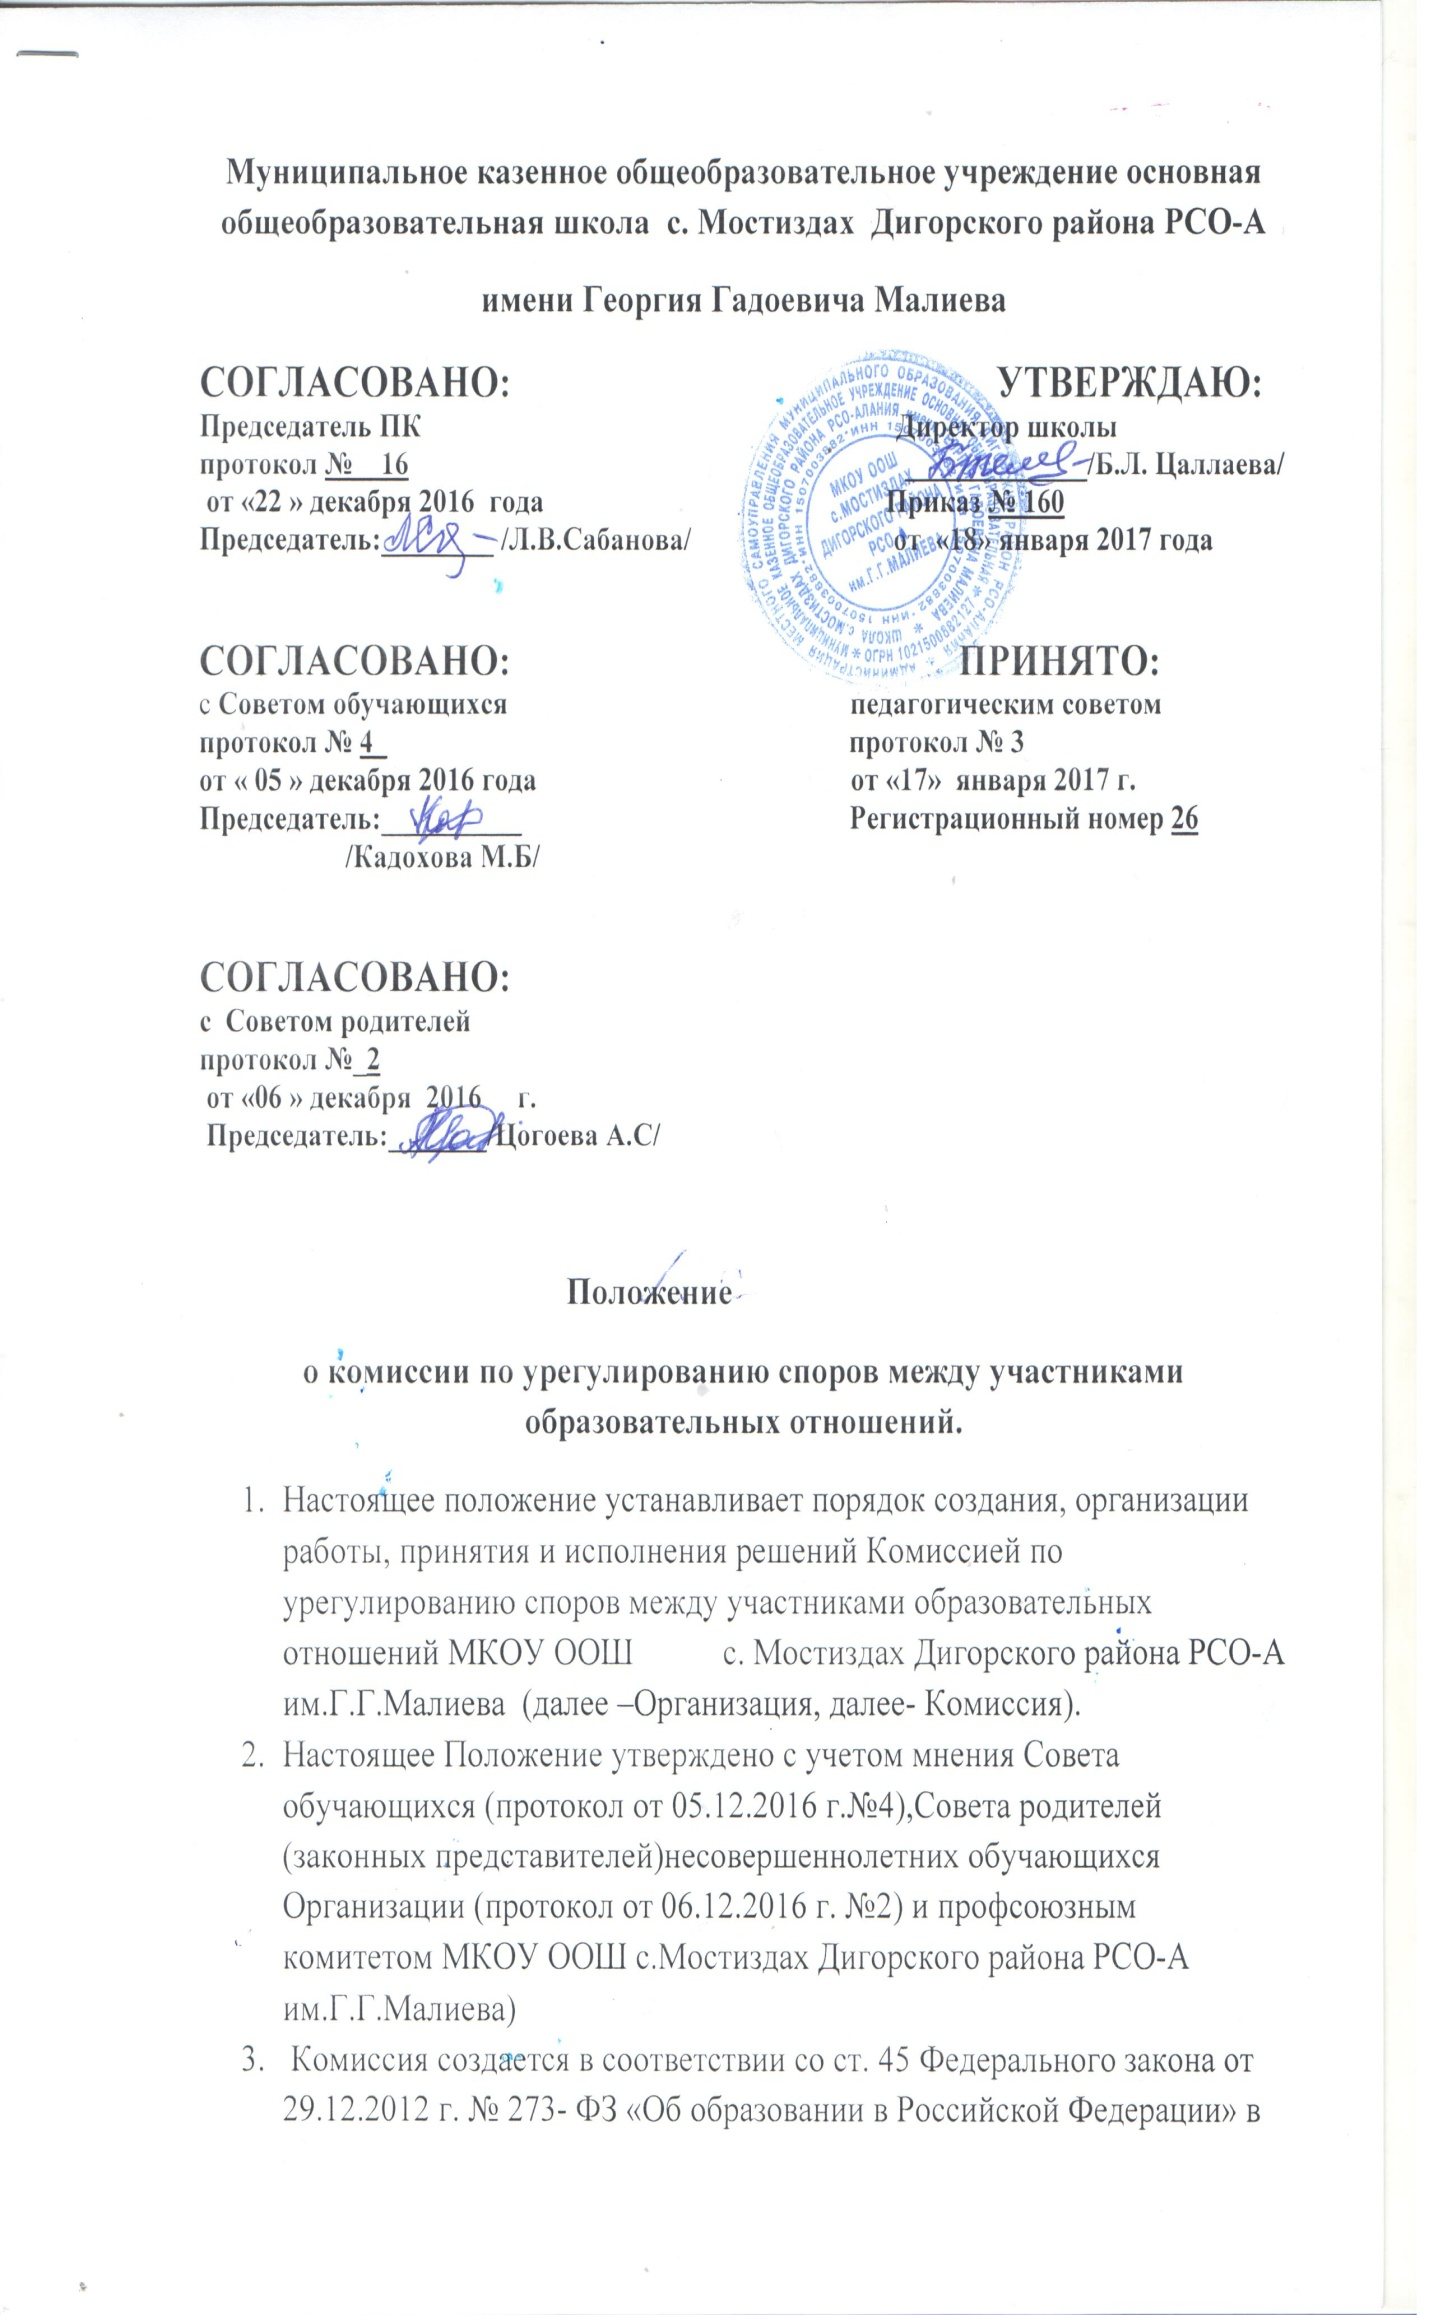 Муниципальное казенное общеобразовательное учреждение основная
общеобразовательная школа с. Мостиздах Дигорского района РСО-А
имени Георгия Гадоевича Малиева
СОГЛАСОВАНО:
Председатель ПК
протокол № 16
от «22 » декабря 2016 года
Председатель: /Л.В.Сабанова/
УТВЕРЖДАЮ:
Директор школы
/Б.Л. Цаллаева/
Приказ № 160
от «18» января 2017 года
МКОУ ООШ
с.МОСТИЗДАХ
ДИГОРСКОГО РАЙОНА
РСО-А
им.Г.Г.МАЛИЕВА
СОГЛАСОВАНО:
с Советом обучающихся
протокол № 4
от « 05 » декабря 2016 года
Председатель:
/Кадохова М.Б/
ПРИНЯТО:
педагогическим советом
протокол № 3
от «17» января 2017 г.
Регистрационный номер 26
СОГЛАСОВАНО:
с Советом родителей
протокол № 2
от «06 » декабря 2016 г.
Председатель: /Цогоева А.С/
Положение
о комиссии по урегулированию споров между участниками
образовательных отношений.
1. Настоящее положение устанавливает порядок создания, организации
работы, принятия и исполнения решений Комиссией по
урегулированию споров между участниками образовательных
отношений МКОУ ООШ с. Мостиздах Дигорского района РСО-А
им.Г.Г.Малиева (далее –Организация, далее- Комиссия).
2. Настоящее Положение утверждено с учетом мнения Совета
обучающихся (протокол от 05.12.2016 г.№4),Совета родителей
(законных представителей)несовершеннолетних обучающихся
Организации (протокол от 06.12.2016 г. №2) и профсоюзным
комитетом МКОУ ООШ с.Мостиздах Дигорского района РСО-А
им.Г.Г.Малиева)
3. Комиссия создается в соответствии со ст. 45 Федерального закона от
29.12.2012 г. № 273- ФЗ «Об образовании в Российской Федерации» в